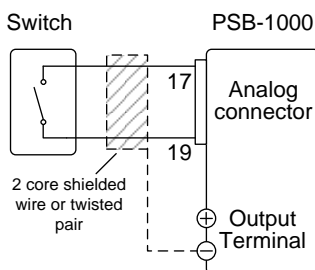 Switch
PSB-1000
17
Analog
connector
19
2 core shielded
wire or twisted
pair
+
Output
Terminal
−